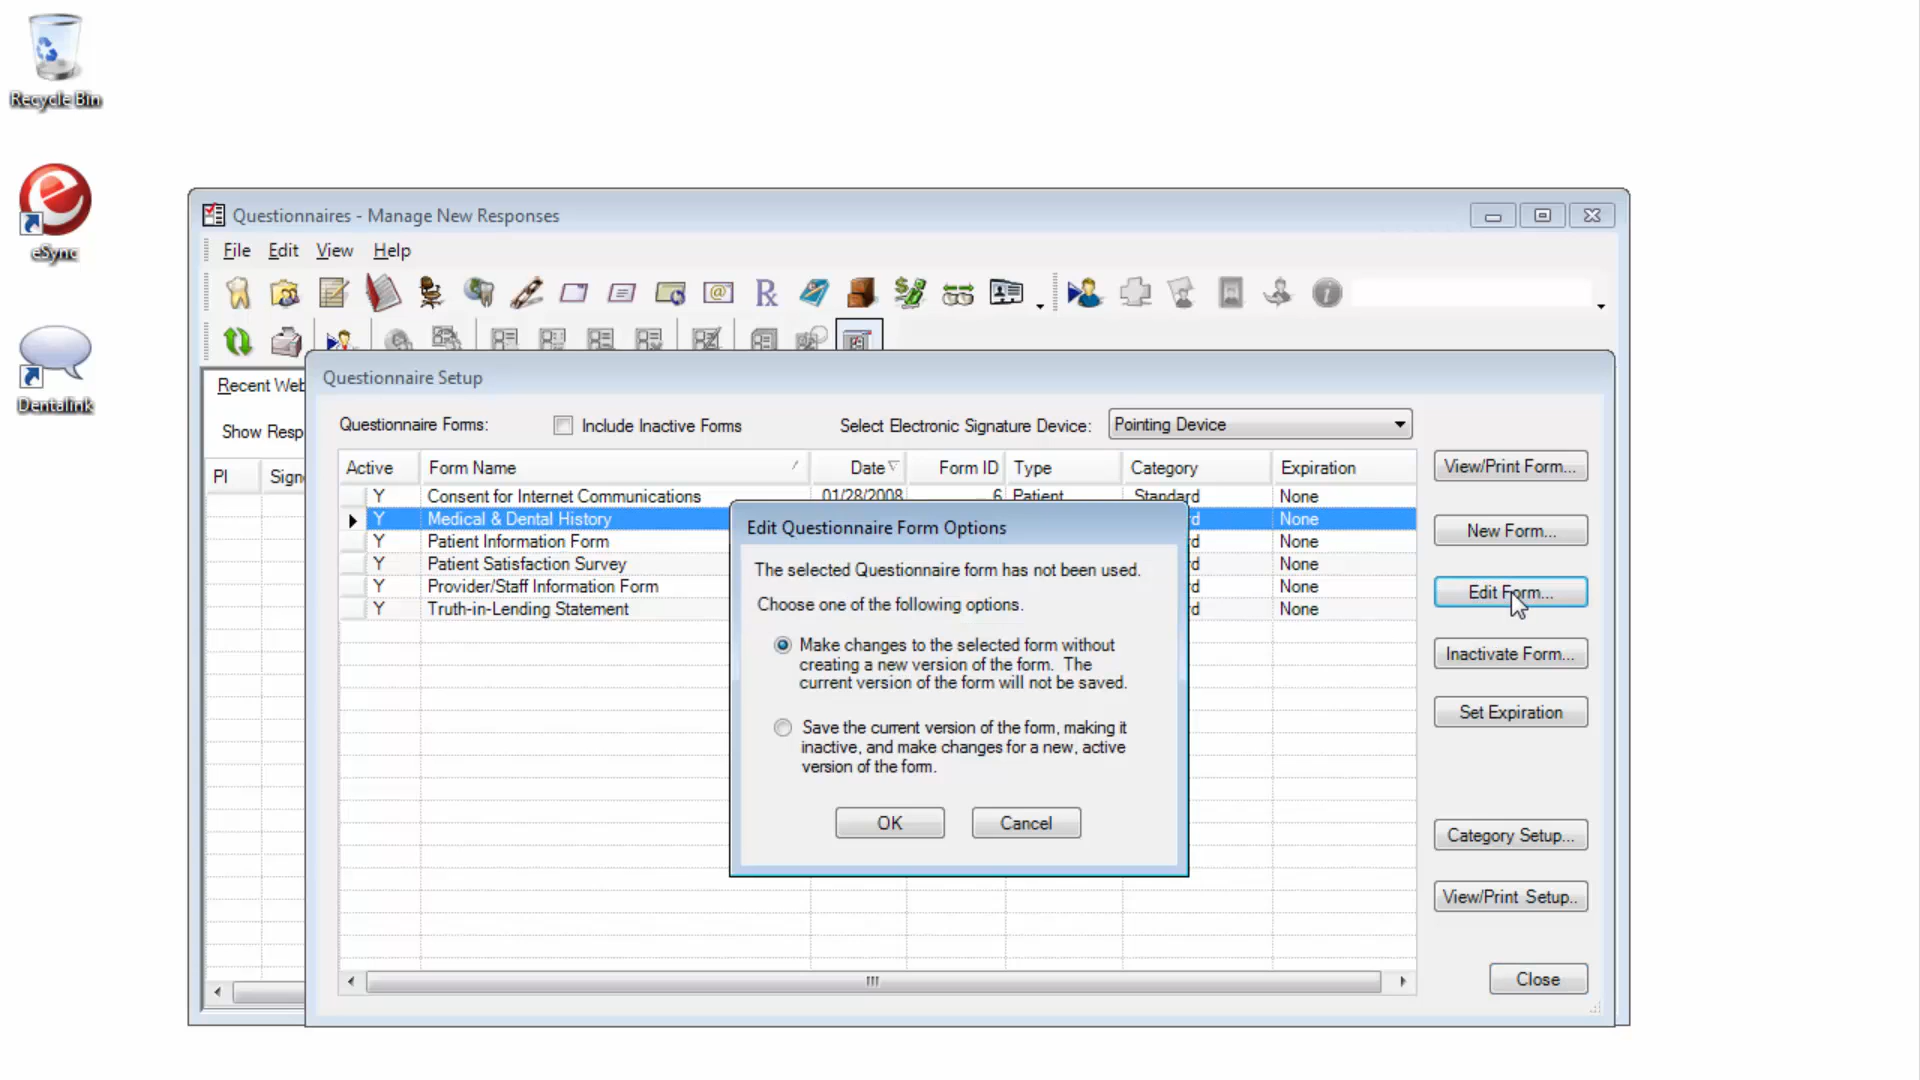 Recycle Bin
eSync
Dentalink
Questionnaires - Manage New Responses
File Edit View Help
Recent Web
Questionnaire Setup
Show Resp
Questionnaire Forms: Include Inactive Forms Select Electronic Signature Device: Pointing Device
PI Sign
Active Form Name Date Form ID Type Category Expiration
Y Consent for Internet Communications 01/28/2008 6 Patient Standard None
Y Medical & Dental History None
Y Patient Information Form None
Y Patient Satisfaction Survey None
Y Provider/Staff Information Form None
Y Truth-in-Lending Statement None
View/Print Form...
New Form...
Edit Form...
Inactivate Form...
Set Expiration
Category Setup...
View/Print Setup..
Close
Edit Questionnaire Form Options
The selected Questionnaire form has not been used.
Choose one of the following options.
Make changes to the selected form without
creating a new version of the form. The
current version of the form will not be saved.
Save the current version of the form, making it
inactive, and make changes for a new, active
version of the form.
OK Cancel